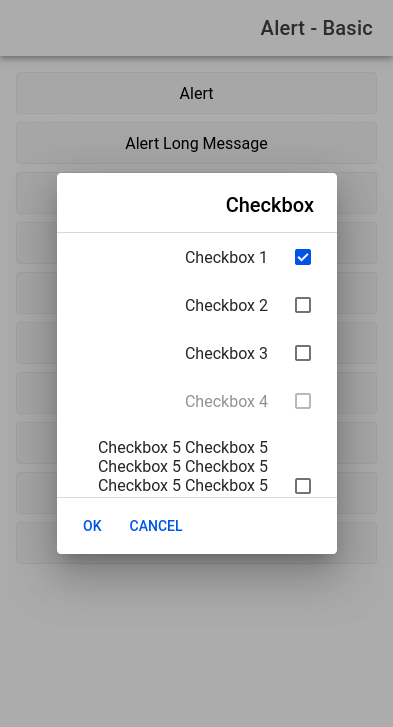 Alert - Basic
Alert
Alert Long Message
Checkbox
Checkbox 1
Checkbox 2
Checkbox 3
Checkbox 4
Checkbox 5 Checkbox 5
Checkbox 5 Checkbox 5
Checkbox 5 Checkbox 5
OK
CANCEL